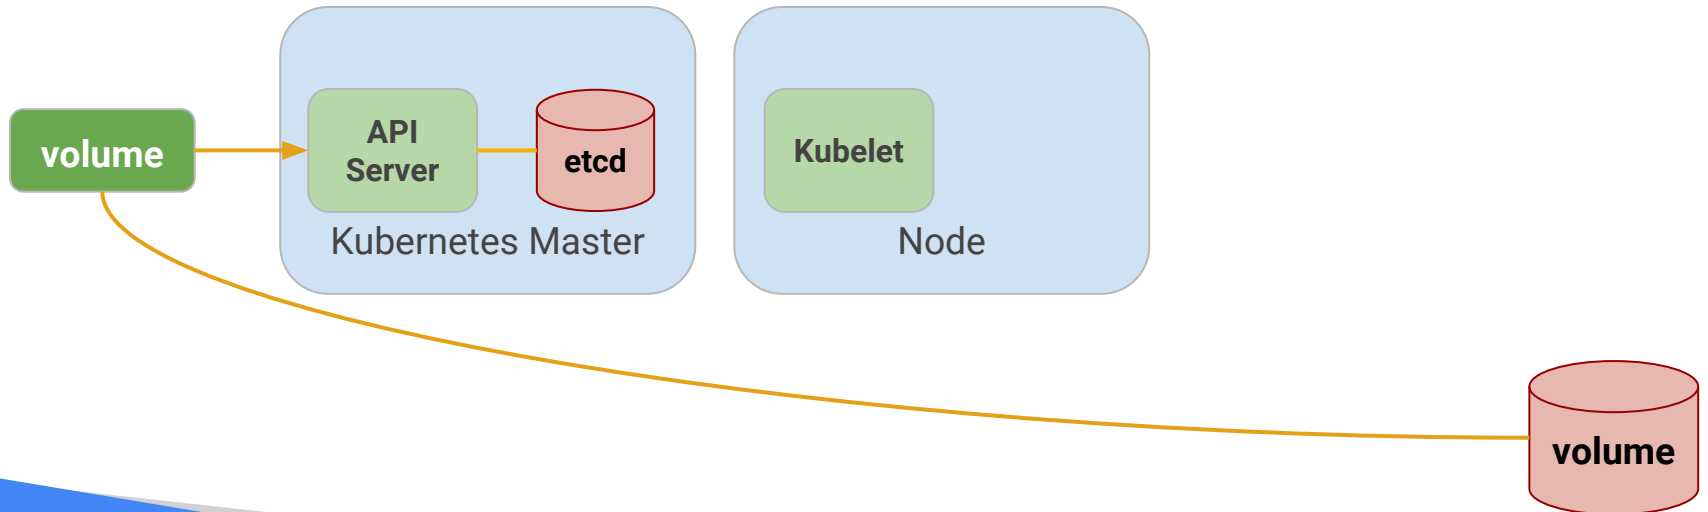 volume
API
Server
etcd
Kubernetes Master
Kubelet
Node
volume